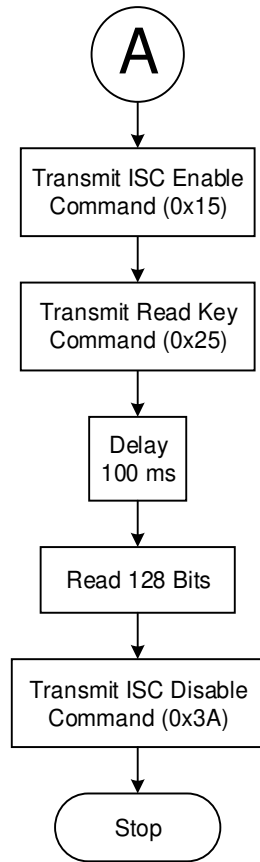 A
Transmit ISC Enable
Command (0x15)
Transmit Read Key
Command (0x25)
Delay
100 ms
Read 128 Bits
Transmit ISC Disable
Command (0x3A)
Stop